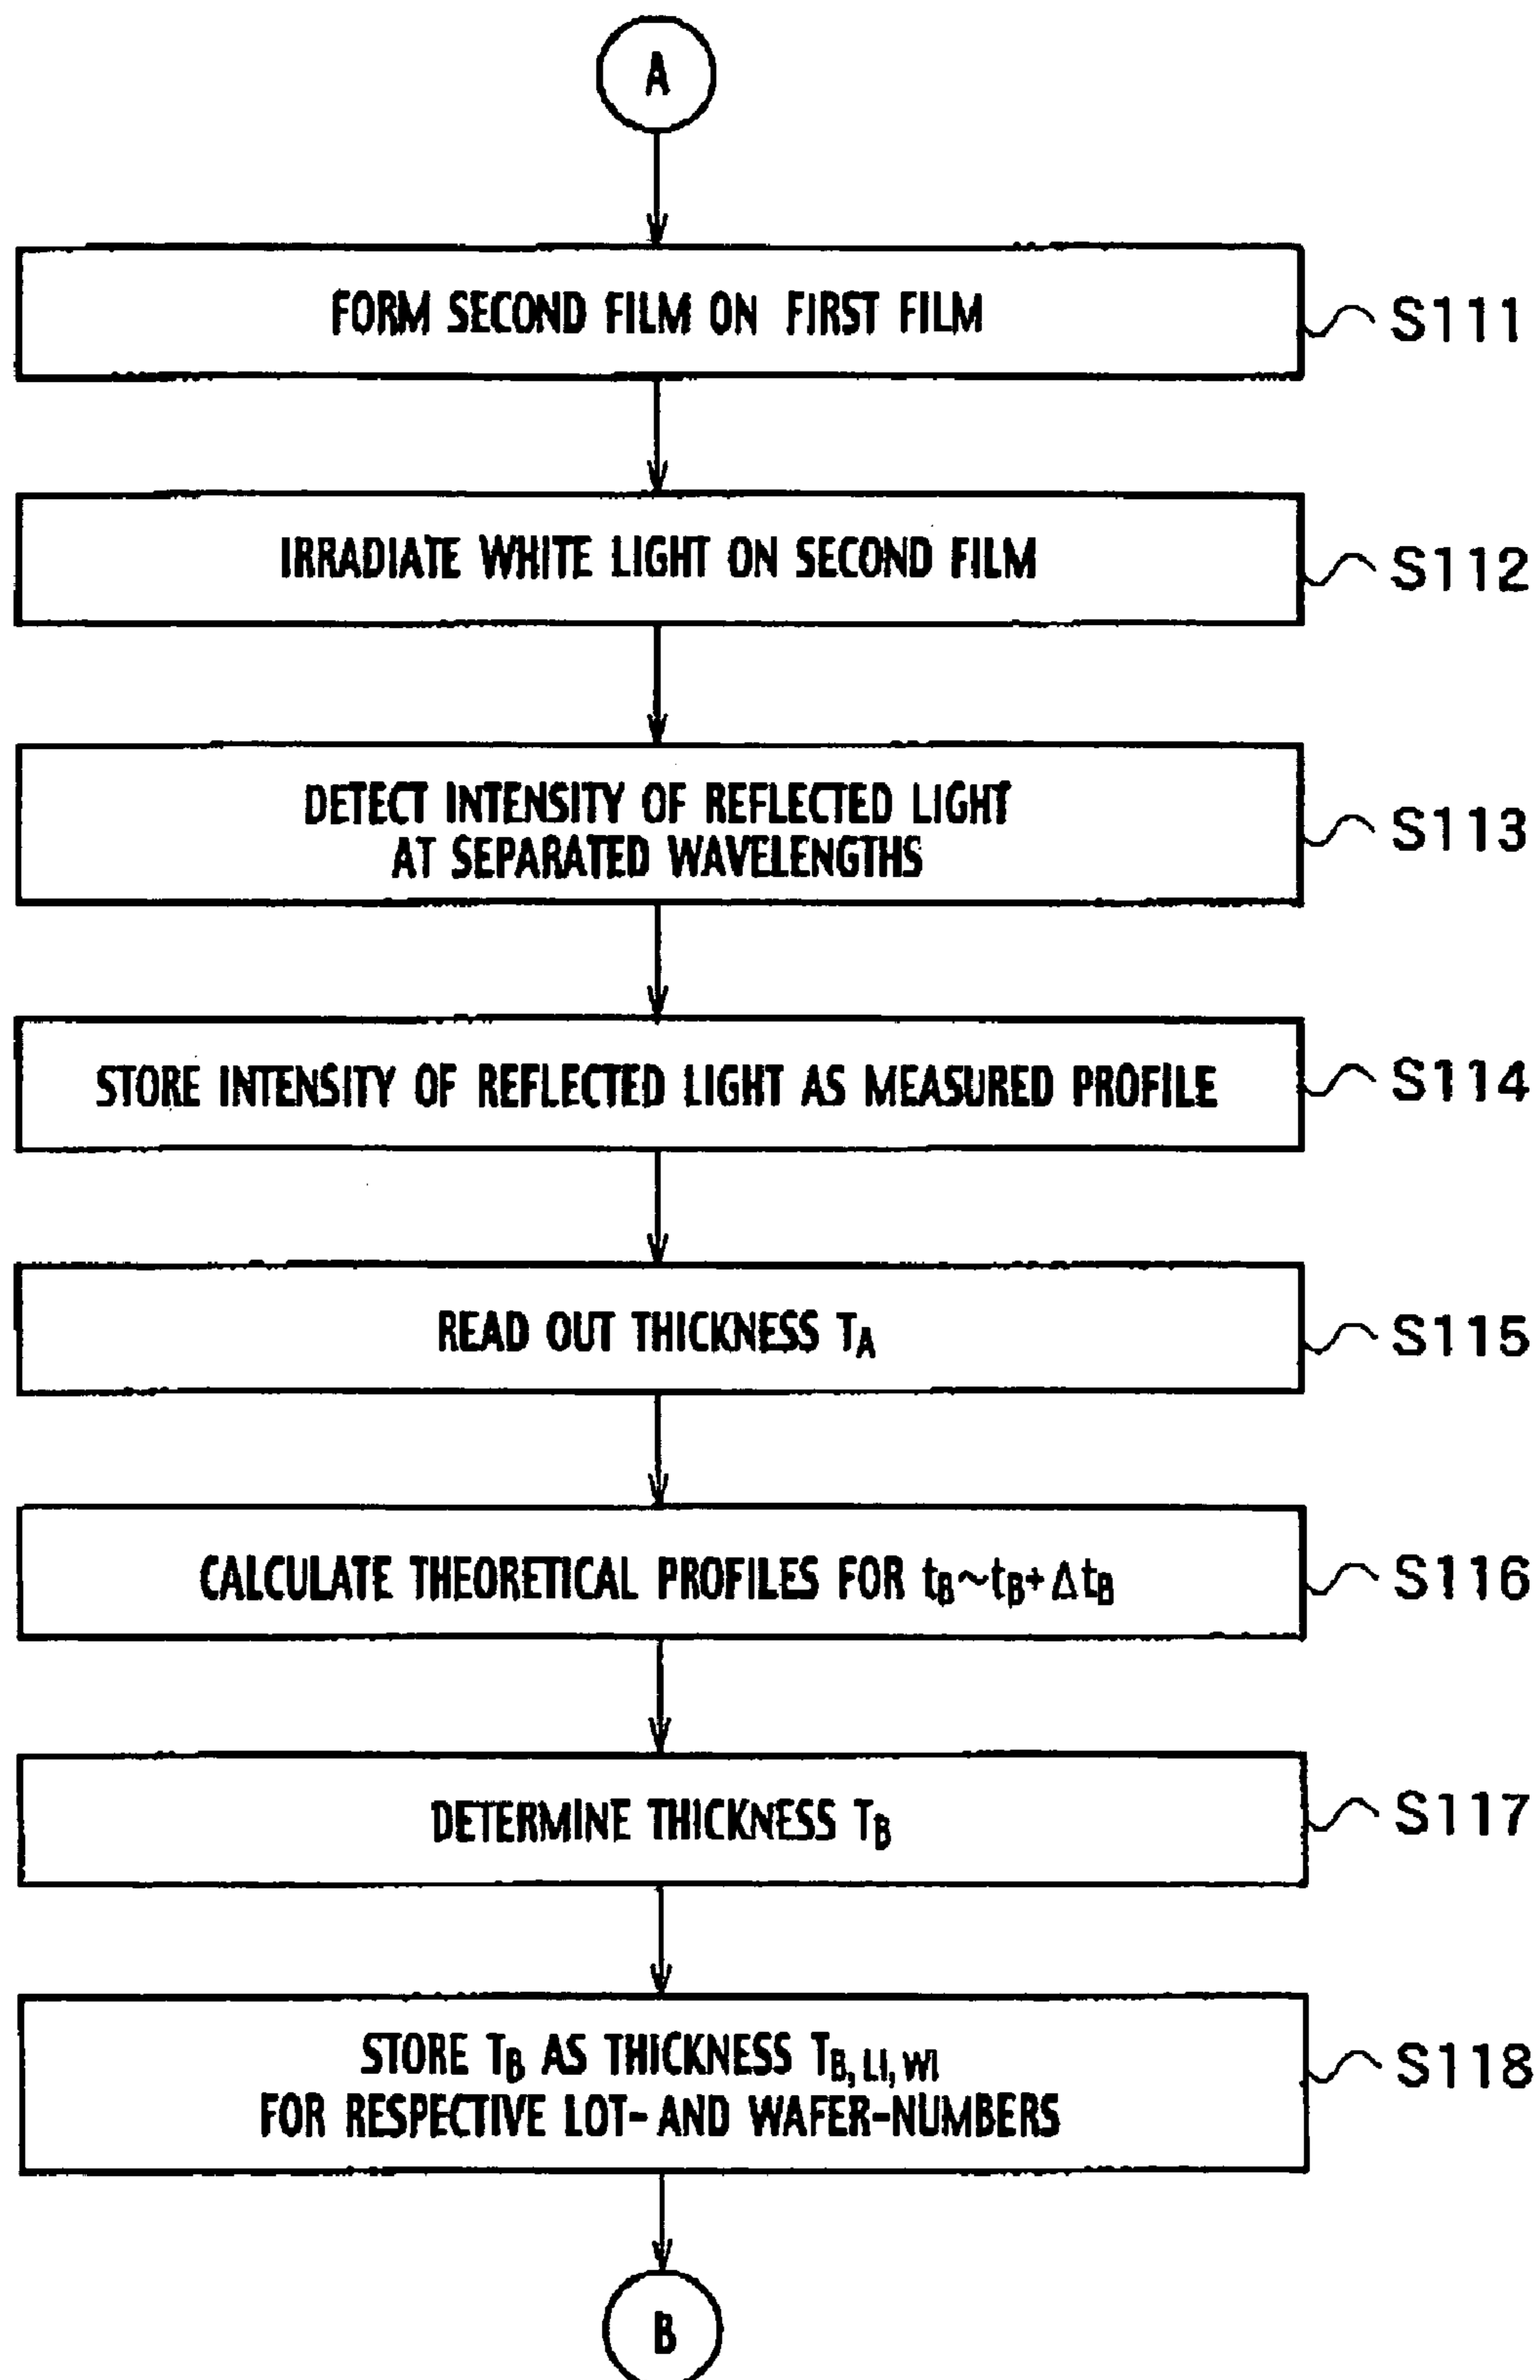 A
FORM SECOND FILM ON FIRST FILM
S111
IRRADIATE WHITE LIGHT ON SECOND FILM
S112
DETECT INTENSITY OF REFLECTED LIGHT
AT SEPARATED WAVELENGTHS
S113
STORE INTENSITY OF REFLECTED LIGHT AS MEASURED PROFILE
S114
READ OUT THICKNESS TA
S115
CALCULATE THEORETICAL PROFILES FOR tB~tB+ΔtB
S116
DETERMINE THICKNESS TB
S117
STORE TB AS THICKNESS TB, LI, WI
FOR RESPECTIVE LOT- AND WAFER-NUMBERS
S118
B